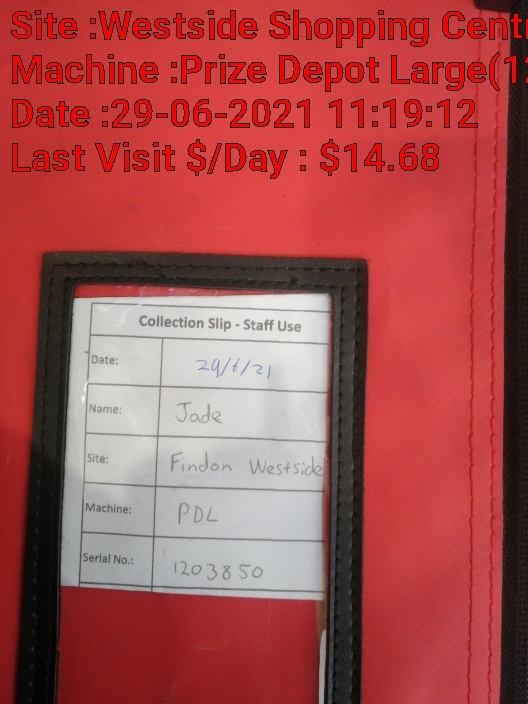 Site :Westside Shopping Cent
Machine :Prize Depot Large(1
Date :29-06-2021 11:19:12
Last Visit $/Day : $14.68
Collection Slip - Staff Use
Date: 29/6/21
Name: Jade
Site: Findon Westside
Machine: PDL
Serial No.: 1203850